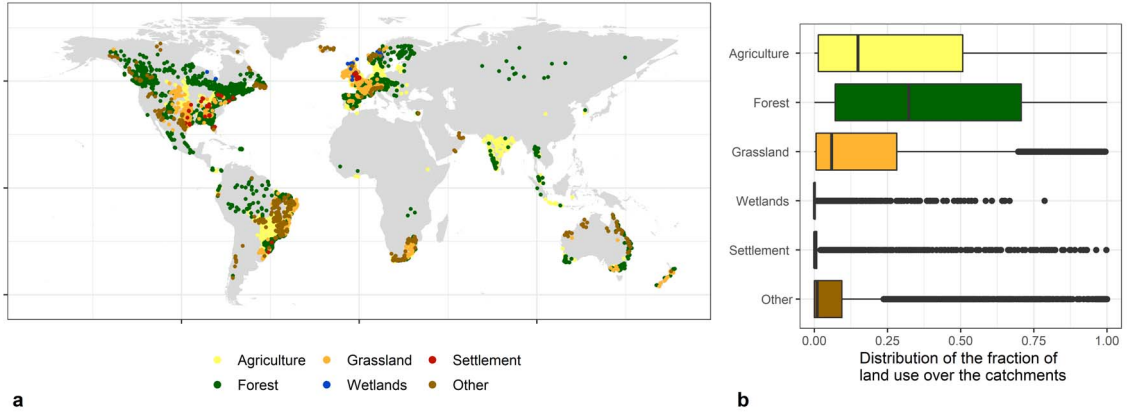 Agriculture
Grassland
Settlement
Forest
Wetlands
Other
a
Agriculture
Forest
Grassland
Wetlands
Settlement
Other
0.00 0.25 0.50 0.75 1.00
Distribution of the fraction of
land use over the catchments
b